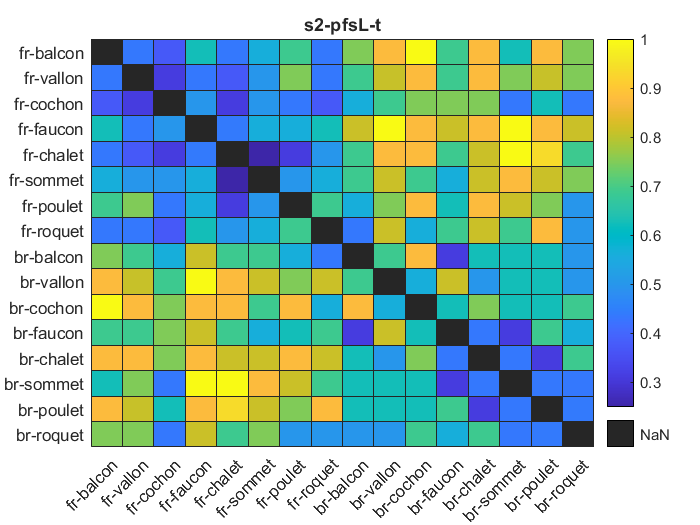 s2-pfsL-t
fr-balcon
fr-vallon
fr-cochon
fr-faucon
fr-chalet
fr-sommet
fr-poulet
fr-roquet
br-balcon
br-vallon
br-cochon
br-faucon
br-chalet
br-sommet
br-poulet
br-roquet
fr-balcon
fr-vallon
fr-cochon
fr-faucon
fr-chalet
fr-sommet
fr-poulet
fr-roquet
br-balcon
br-vallon
br-cochon
br-faucon
br-chalet
br-sommet
br-poulet
br-roquet
1
0.9
0.8
0.7
0.6
0.5
0.4
0.3
NaN